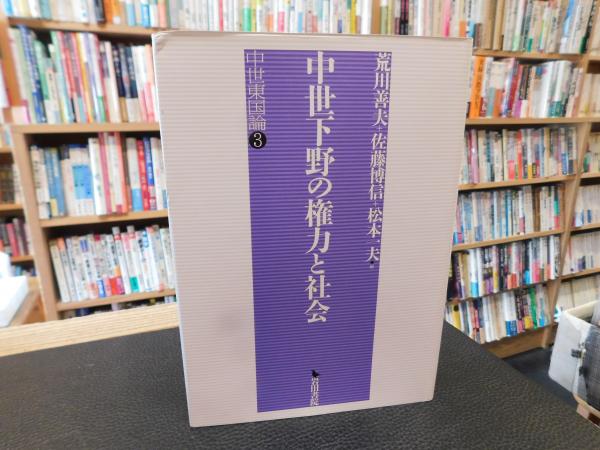 荒川善夫+佐藤博信+松本一夫・編
中世下野の権力と社会
中世東国論❸
岩田書院